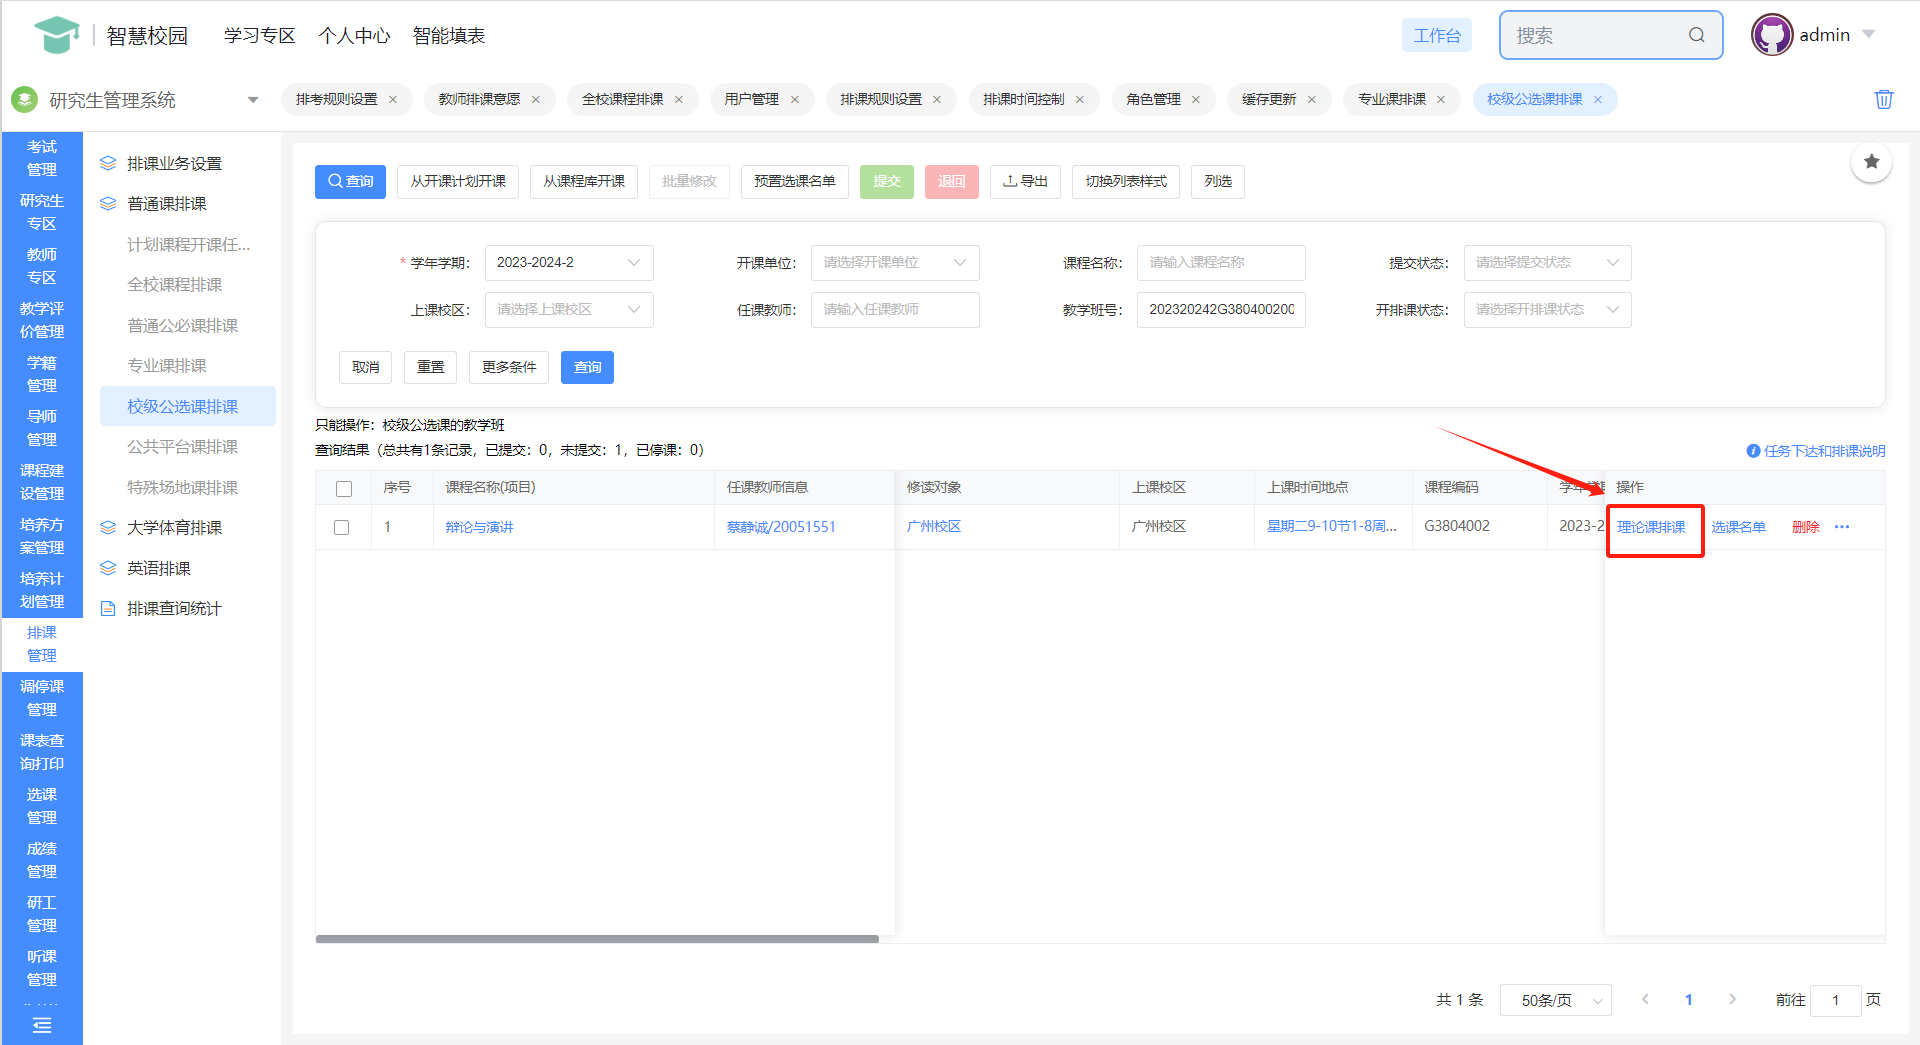 智慧校园 学习专区 个人中心 智能填表 工作台 搜索 admin
研究生管理系统 排考规则设置 教师排课意愿 全校课程排课 用户管理 排课规则设置 排课时间控制 角色管理 缓存更新 专业课排课 校级公选课排课
考试
管理
研究生
专区
教师
专区
教学评
价管理
学籍
管理
导师
管理
课程建
设管理
培养方
案管理
培养计
划管理
排课
管理
调停课
管理
课表查
询打印
选课
管理
成绩
管理
研工
管理
听课
管理
排课业务设置
普通课排课
计划课程开课任...
全校课程排课
普通公必课排课
专业课排课
校级公选课排课
公共平台课排课
特殊场地课排课
大学体育排课
英语排课
排课查询统计
查询 从开课计划开课 从课程库开课 批量修改 预置选课名单 提交 退回 导出 切换列表样式 列选
* 学年学期： 2023-2024-2 开课单位： 请选择开课单位 课程名称： 请输入课程名称 提交状态： 请选择提交状态
上课校区： 请选择上课校区 任课教师： 请输入任课教师 教学班号： 202320242G380400200 开排课状态： 请选择开排课状态
取消 重置 更多条件 查询
只能操作：校级公选课的教学班
查询结果（总共有1条记录，已提交：0，未提交：1，已停课：0）
任务下达和排课说明
序号 课程名称(项目) 任课教师信息 修读对象 上课校区 上课时间地点 课程编码 学年学期 操作
1 辩论与演讲 蔡静诚/20051551 广州校区 广州校区 星期二9-10节1-8周... G3804002 2023-2 理论课排课 选课名单 删除 ···
共 1 条 50条/页 1 前往 1 页